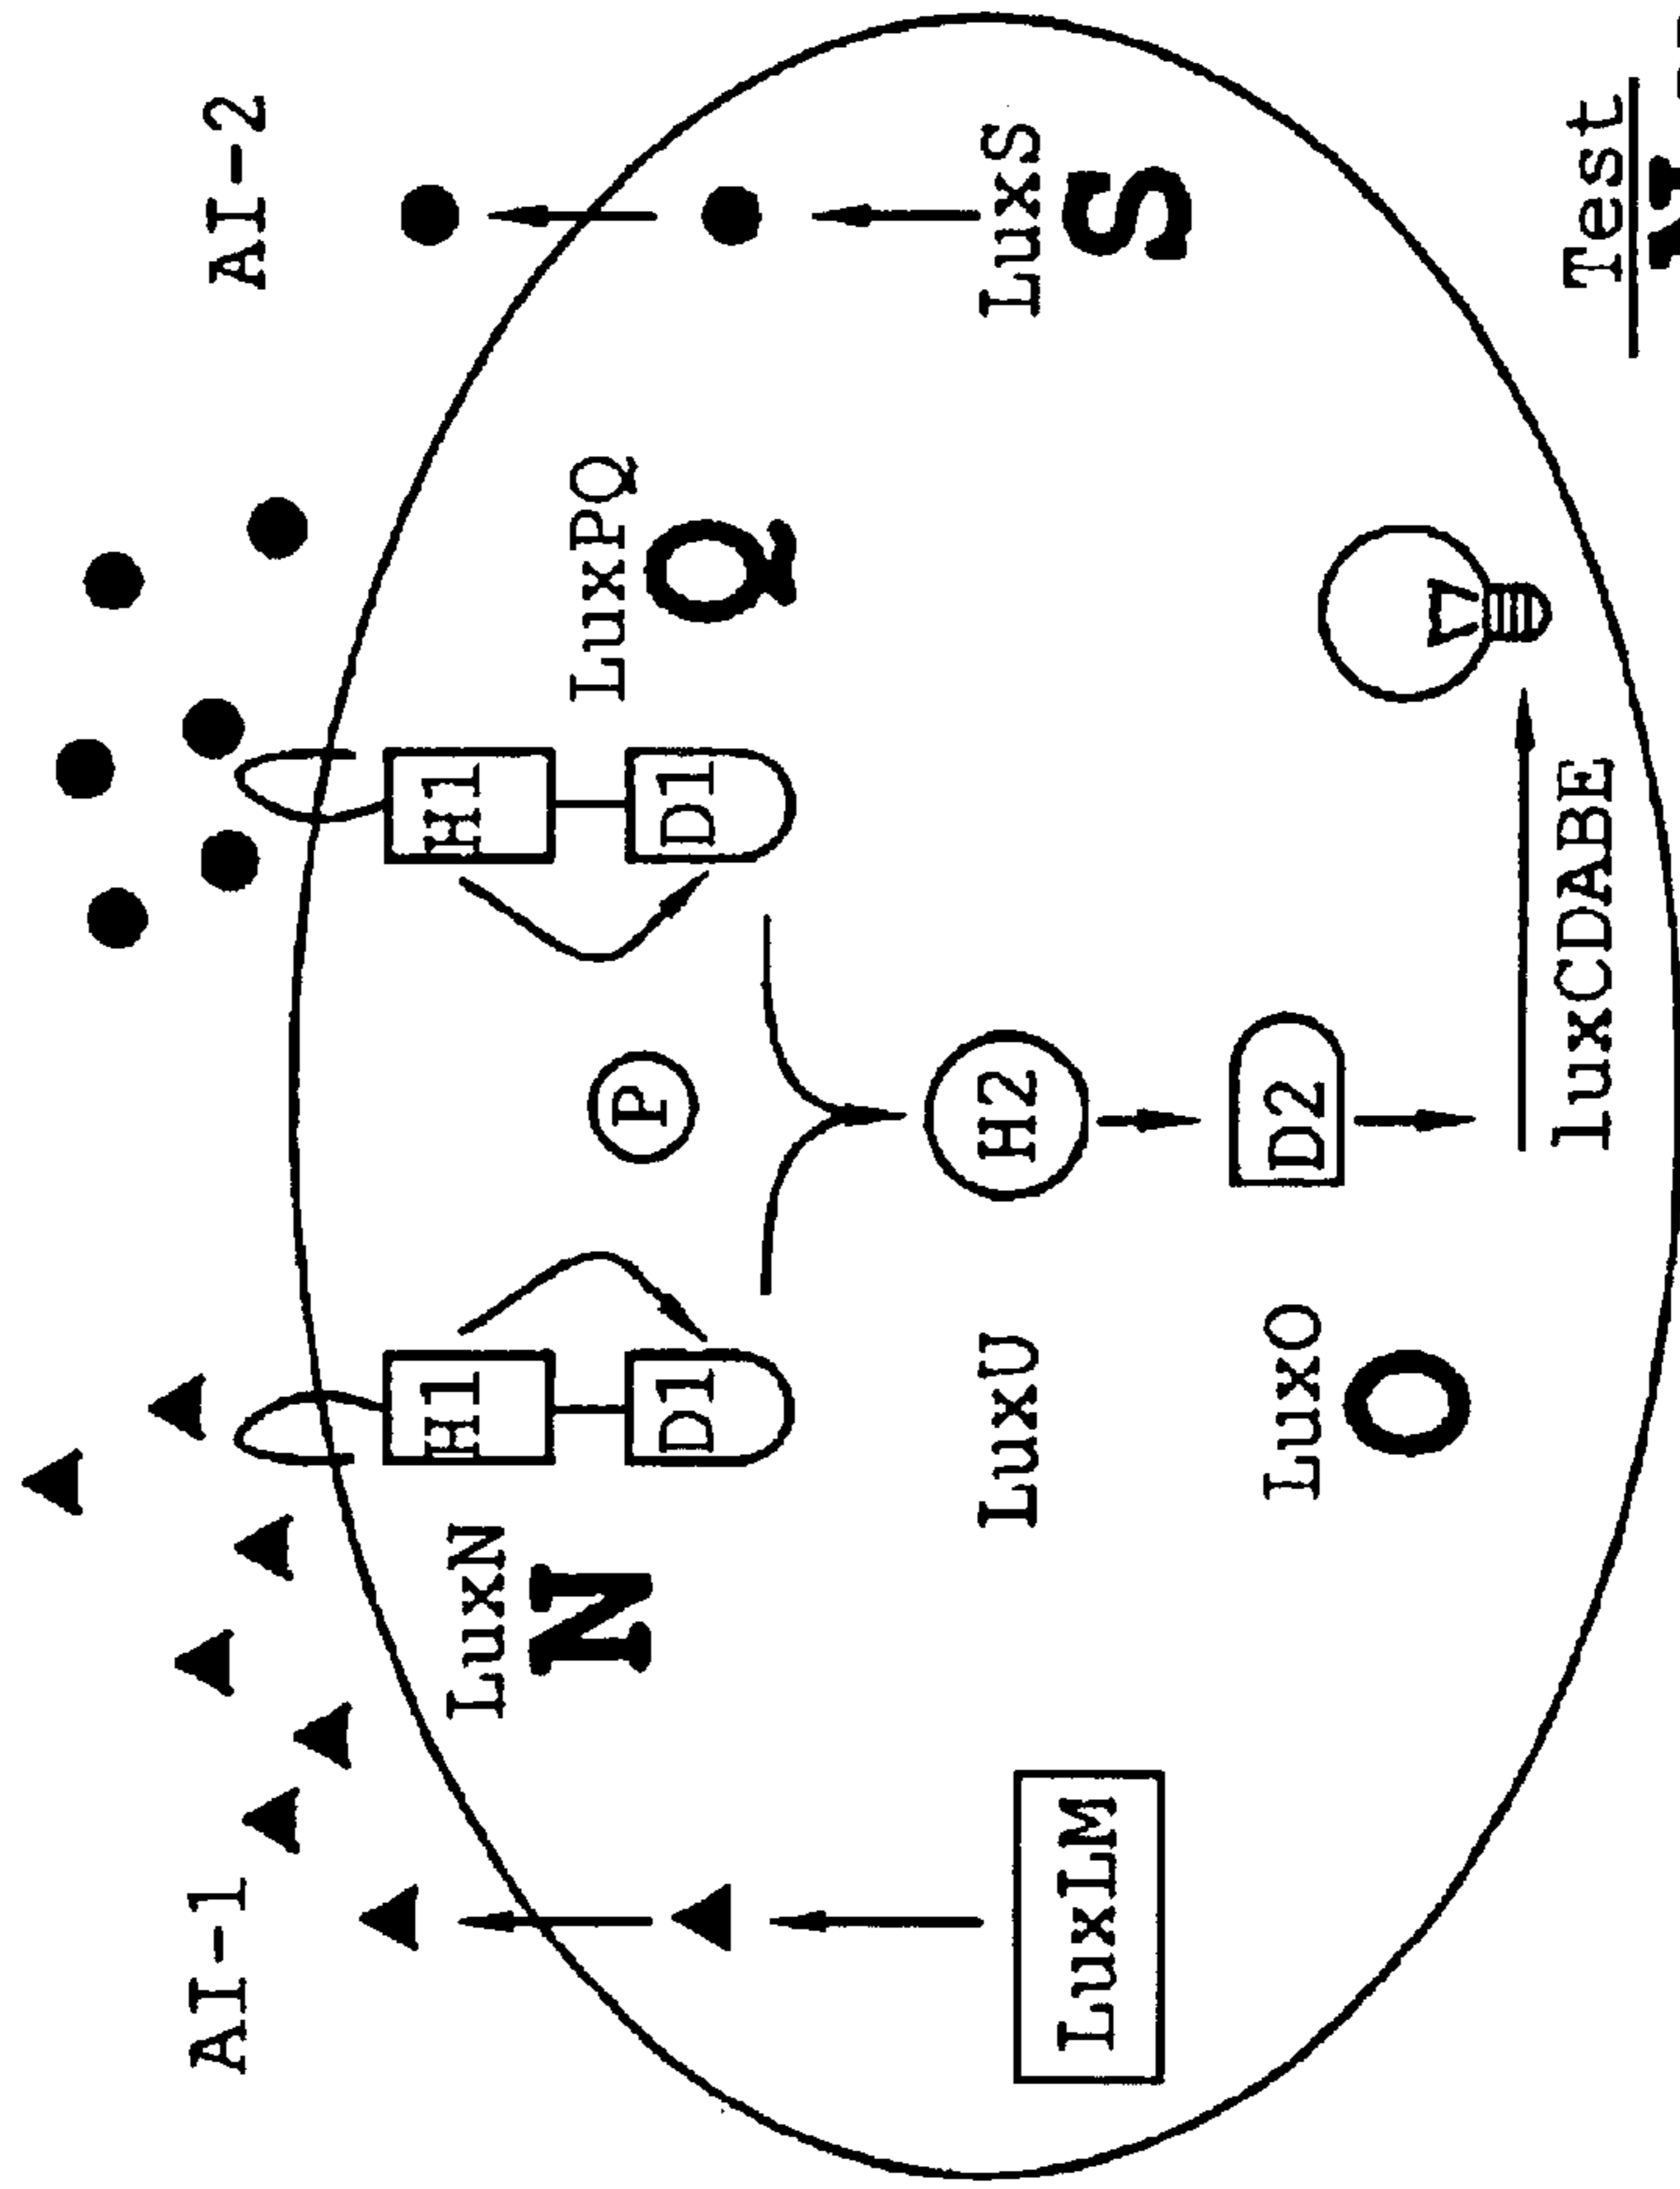 AI-1
AI-2
LuxN
N
H1
D1
P
H1
D1
LuxPQ
Q
LuxLM
LuxU
H2
LuxS
S
LuxO
O
D2
luxCDABE
Test